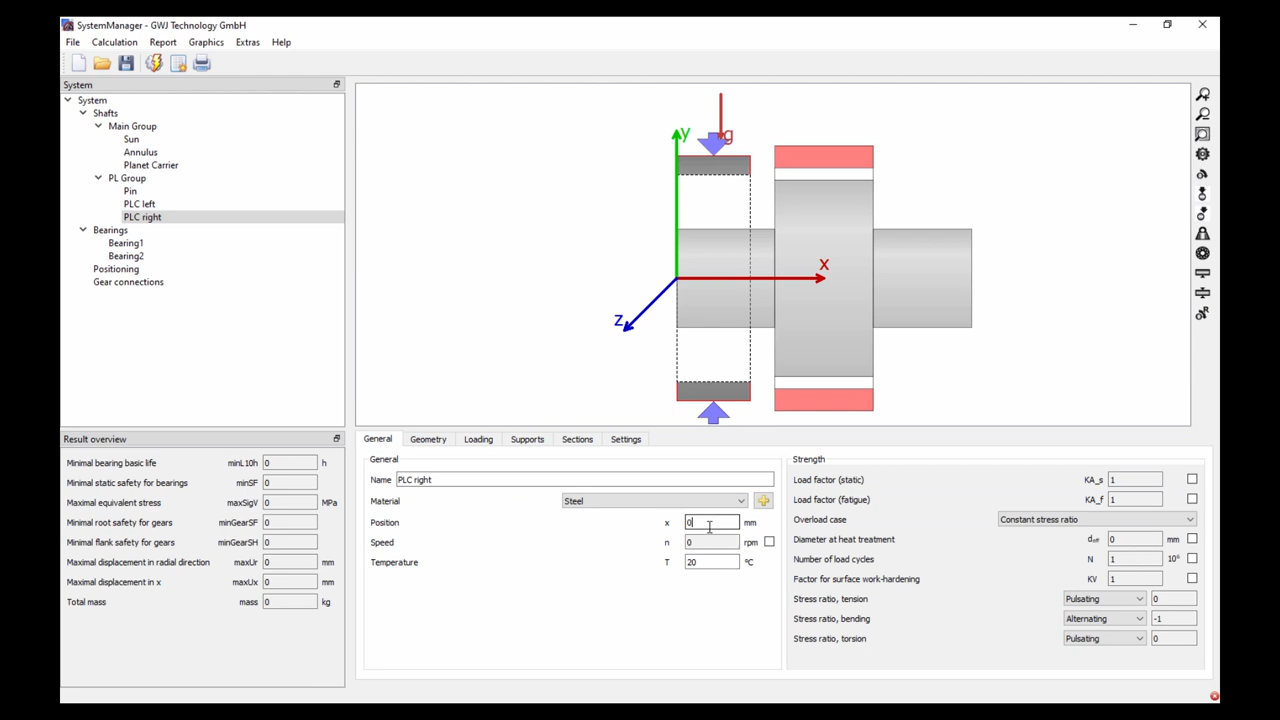 SystemManager - GWJ Technology GmbH
File Calculation Report Graphics Extras Help
System
System
Shafts
Main Group
Sun
Annulus
Planet Carrier
PL Group
Pin
PLC left
PLC right
Bearings
Bearing1
Bearing2
Positioning
Gear connections
y
g
x
z
Result overview
Minimal bearing basic life minL10h 0 h
Minimal static safety for bearings minSF 0
Maximal equivalent stress maxSigV 0 MPa
Minimal root safety for gears minGearSF 0
Minimal flank safety for gears minGearSH 0
Maximal displacement in radial direction maxUr 0 mm
Maximal displacement in x maxUx 0 mm
Total mass mass 0 kg
General Geometry Loading Supports Sections Settings
General
Name PLC right
Material Steel
Position x 0 mm
Speed n 0 rpm
Temperature T 20 °C
Strength
Load factor (static) KA_s 1
Load factor (fatigue) KA_f 1
Overload case Constant stress ratio
Diameter at heat treatment deff 0 mm
Number of load cycles N 1 10⁶
Factor for surface work-hardening KV 1
Stress ratio, tension Pulsating 0
Stress ratio, bending Alternating -1
Stress ratio, torsion Pulsating 0